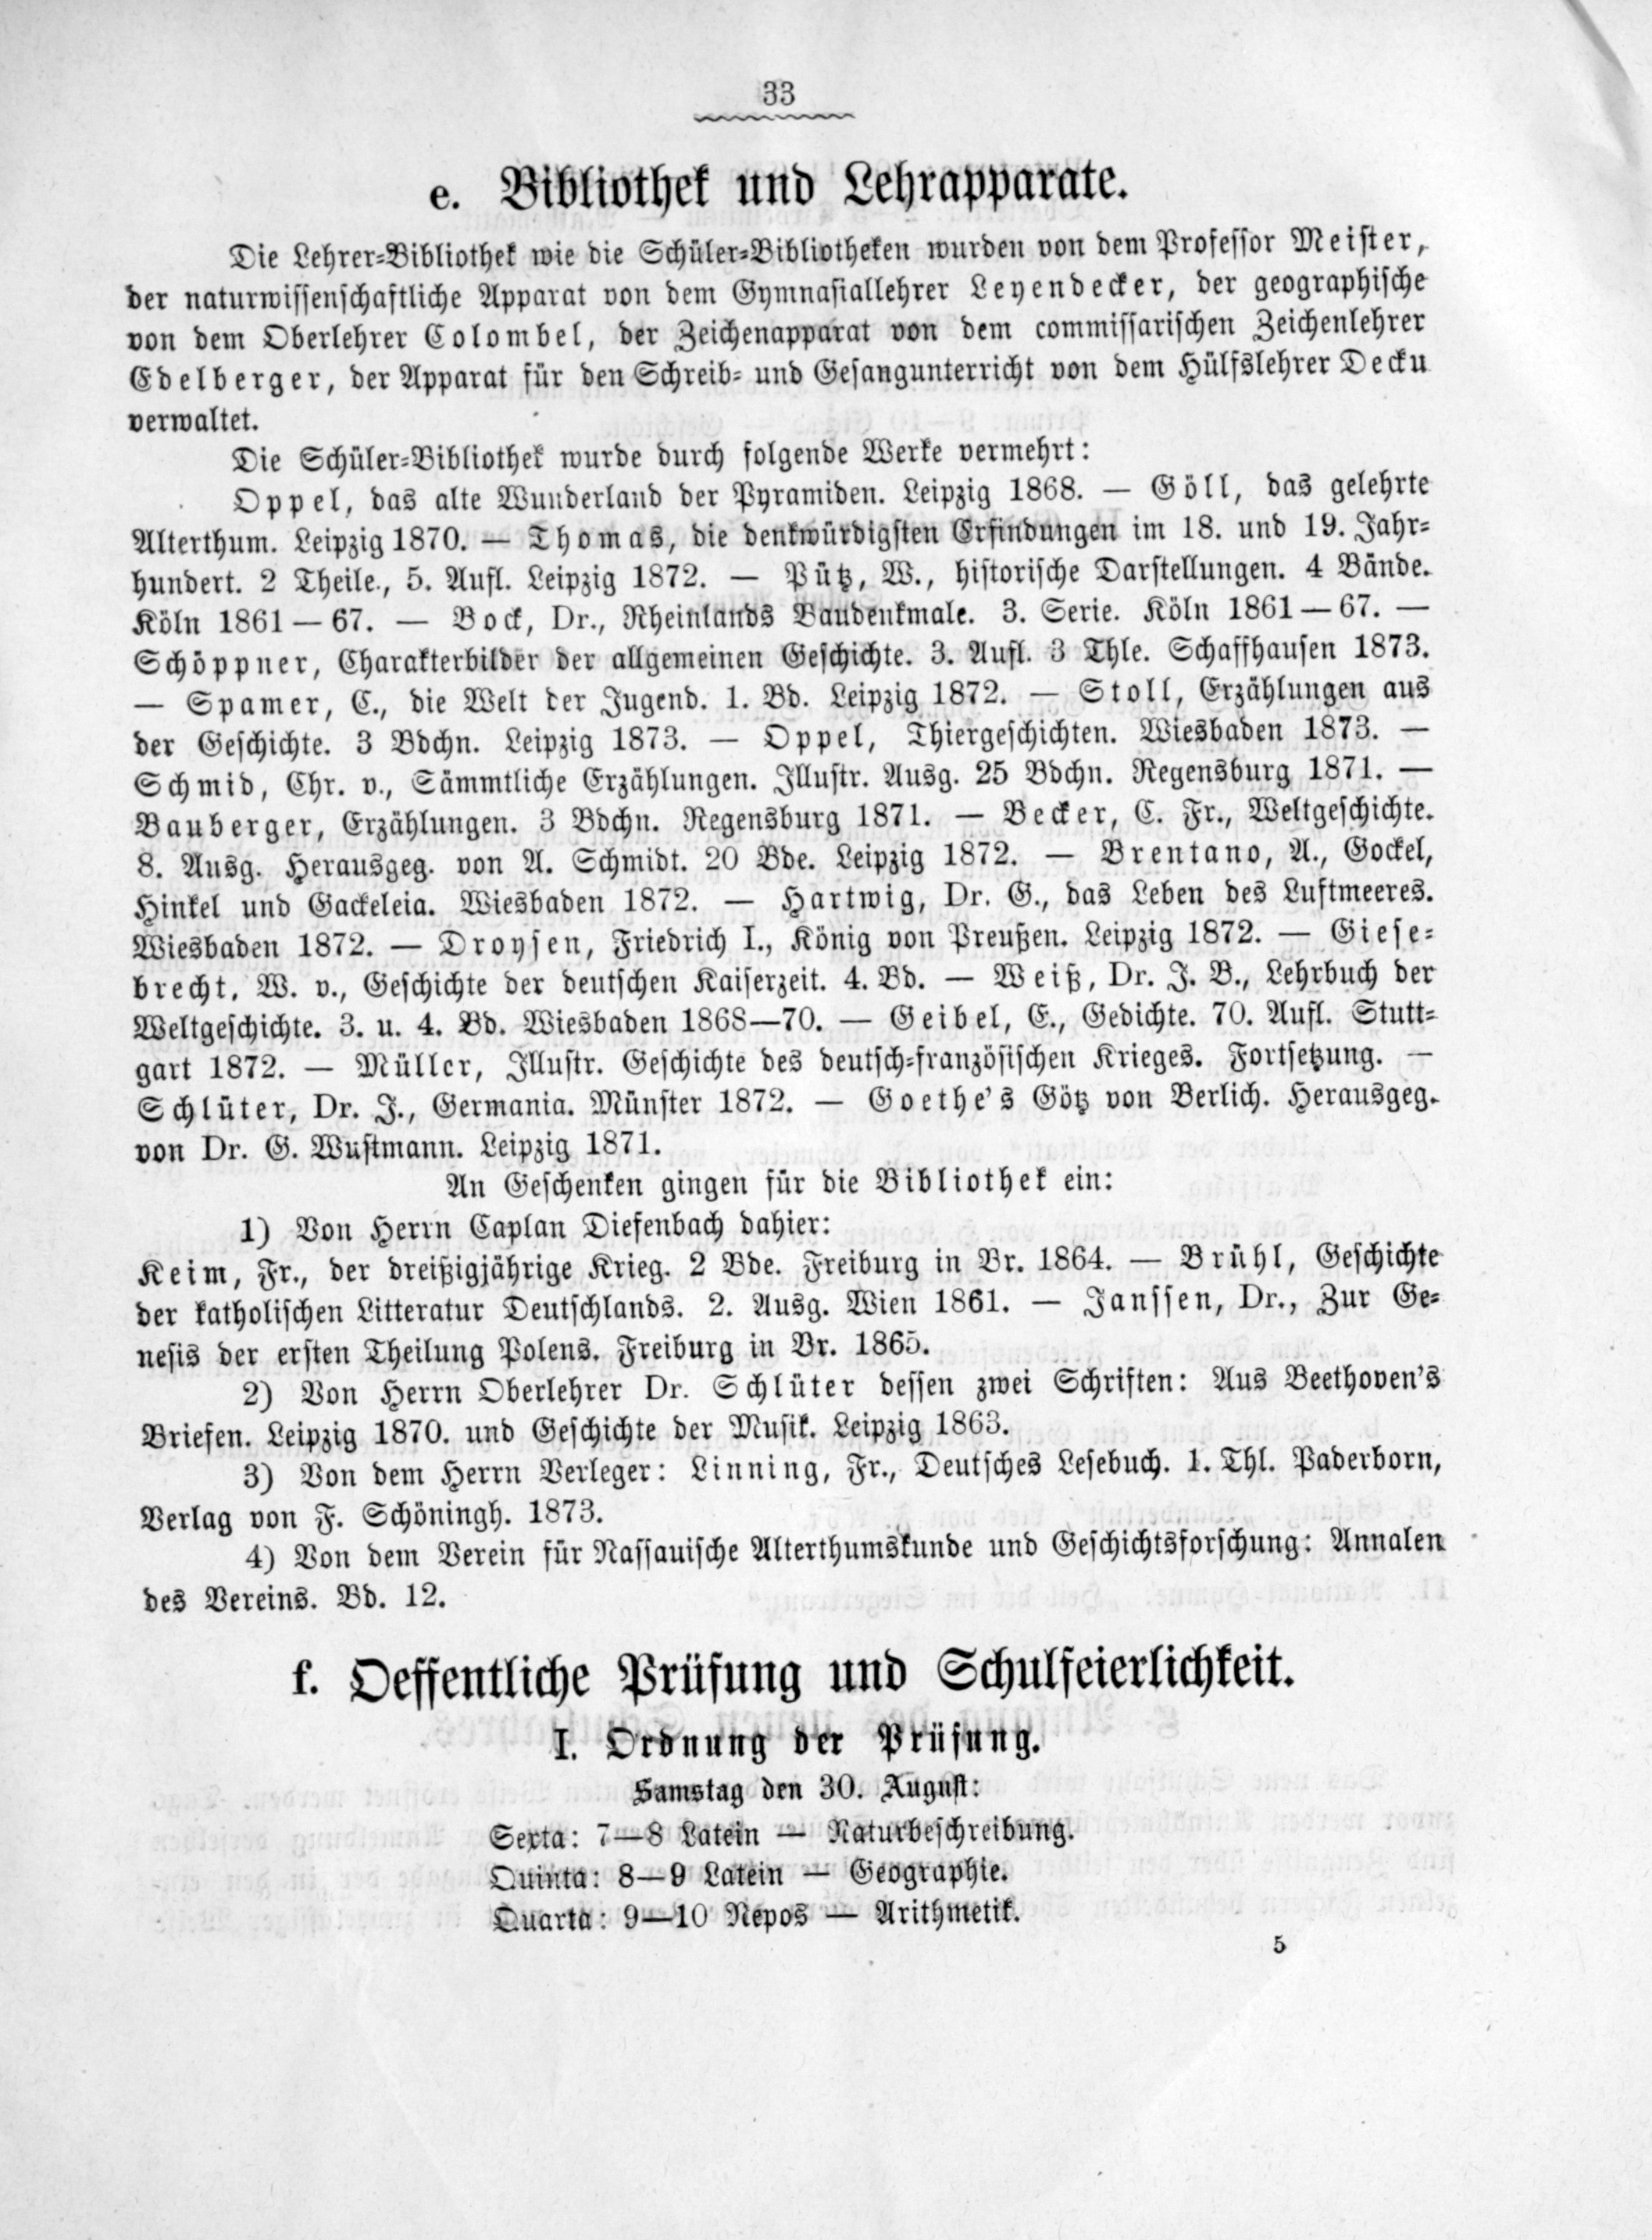 33
e. Bibliothek und Lehrapparate.
Die Lehrer-Bibliothek wie die Schüler-Bibliotheken wurden von dem Professor Meister,
der naturwissenschaftliche Apparat von dem Gymnasiallehrer Leyendecker, der geographische
von dem Oberlehrer Colombel, der Zeichenapparat von dem commissarischen Zeichenlehrer
Edelberger, der Apparat für den Schreib- und Gesangunterricht von dem Hülfslehrer Decku
verwaltet.
Die Schüler-Bibliothek wurde durch folgende Werke vermehrt:
Oppel, das alte Wunderland der Pyramiden. Leipzig 1868. — Göll, das gelehrte
Alterthum. Leipzig 1870. — Thomas, die denkwürdigsten Erfindungen im 18. und 19. Jahr-
hundert. 2 Theile., 5. Aufl. Leipzig 1872. — Pütz, W., historische Darstellungen. 4 Bände.
Köln 1861 — 67. — Bock, Dr., Rheinlands Baudenkmale. 3. Serie. Köln 1861 — 67. —
Schöppner, Charakterbilder der allgemeinen Geschichte. 3. Aufl. 3 Thle. Schaffhausen 1873.
— Spamer, C., die Welt der Jugend. 1. Bd. Leipzig 1872. — Stoll, Erzählungen aus
der Geschichte. 3 Bdchn. Leipzig 1873. — Oppel, Thiergeschichten. Wiesbaden 1873. —
Schmid, Chr. v., Sämmtliche Erzählungen. Illustr. Ausg. 25 Bdchn. Regensburg 1871. —
Bauberger, Erzählungen. 3 Bdchn. Regensburg 1871. — Becker, C. Fr., Weltgeschichte.
8. Ausg. Herausgeg. von A. Schmidt. 20 Bde. Leipzig 1872. — Brentano, A., Gockel,
Hinkel und Gackeleia. Wiesbaden 1872. — Hartwig, Dr. G., das Leben des Luftmeeres.
Wiesbaden 1872. — Droysen, Friedrich I., König von Preußen. Leipzig 1872. — Giese-
brecht, W. v., Geschichte der deutschen Kaiserzeit. 4. Bd. — Weiß, Dr. J. B., Lehrbuch der
Weltgeschichte. 3. u. 4. Bd. Wiesbaden 1868—70. — Geibel, E., Gedichte. 70. Aufl. Stutt-
gart 1872. — Müller, Illustr. Geschichte des deutsch-französischen Krieges. Fortsetzung. —
Schlüter, Dr. J., Germania. Münster 1872. — Goethe's Götz von Berlich. Herausgeg.
von Dr. G. Wustmann. Leipzig 1871.
An Geschenken gingen für die Bibliothek ein:
1) Von Herrn Caplan Diefenbach dahier:
Keim, Fr., der dreißigjährige Krieg. 2 Bde. Freiburg in Br. 1864. — Brühl, Geschichte
der katholischen Litteratur Deutschlands. 2. Ausg. Wien 1861. — Janssen, Dr., Zur Ge-
nesis der ersten Theilung Polens. Freiburg in Br. 1865.
2) Von Herrn Oberlehrer Dr. Schlüter dessen zwei Schriften: Aus Beethoven's
Briefen. Leipzig 1870. und Geschichte der Musik. Leipzig 1863.
3) Von dem Herrn Verleger: Linning, Fr., Deutsches Lesebuch. 1. Thl. Paderborn,
Verlag von F. Schöningh. 1873.
4) Von dem Verein für Nassauische Alterthumskunde und Geschichtsforschung: Annalen
des Vereins. Bd. 12.
f. Oeffentliche Prüfung und Schulfeierlichkeit.
I. Ordnung der Prüfung.
Samstag den 30. August:
Sexta: 7—8 Latein — Naturbeschreibung.
Quinta: 8—9 Latein — Geographie.
Quarta: 9—10 Nepos — Arithmetik.
5